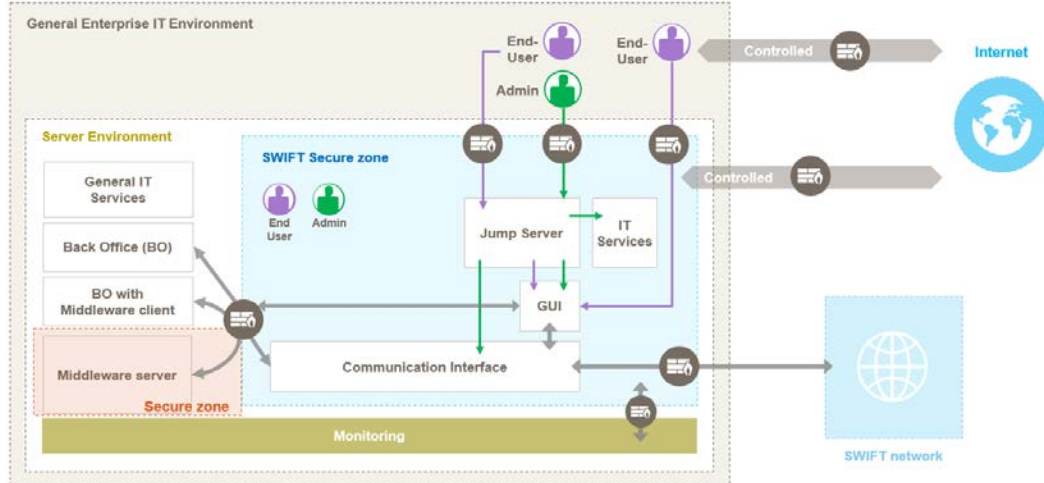 General Enterprise IT Environment
End-
User
End-
User
Controlled
Internet
Admin
Server Environment
SWIFT Secure zone
General IT
Services
End
User
Admin
Controlled
Jump Server
IT
Services
Back Office (BO)
BO with
Middleware client
GUI
Middleware server
Communication Interface
Secure zone
Monitoring
SWIFT network